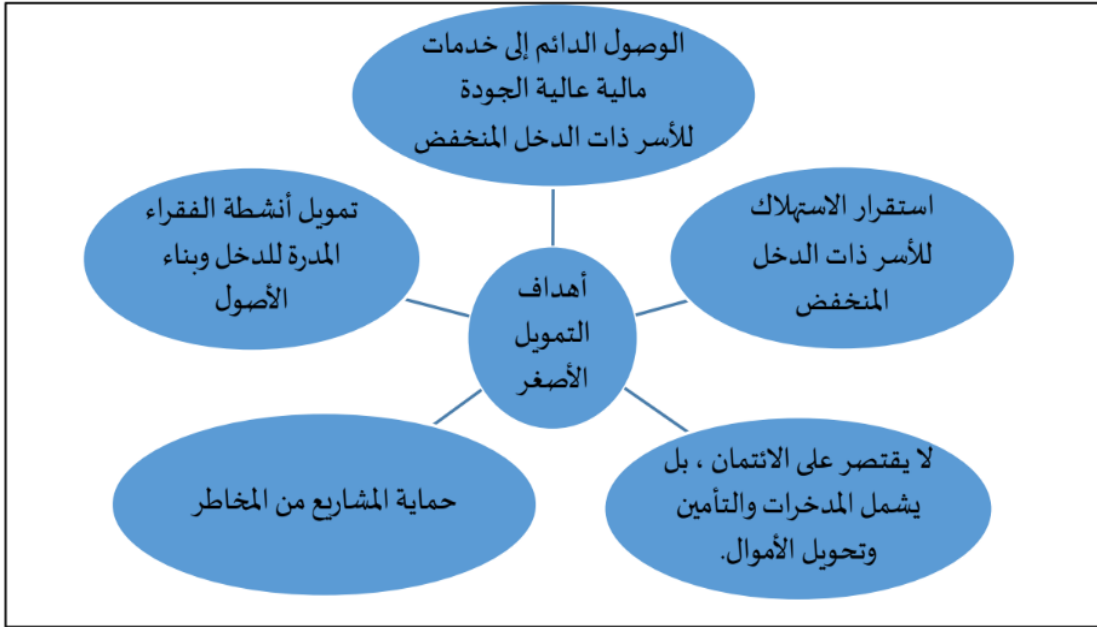 الوصول الدائم إلى خدمات
مالية عالية الجودة
للأسر ذات الدخل المنخفض
استقرار الاستهلاك
للأسر ذات الدخل
المنخفض
تمويل أنشطة الفقراء
المدرة للدخل وبناء
الأصول
أهداف
التمويل
الأصغر
لا يقتصر على الائتمان ، بل
يشمل المدخرات والتأمين
وتحويل الأموال.
حماية المشاريع من المخاطر